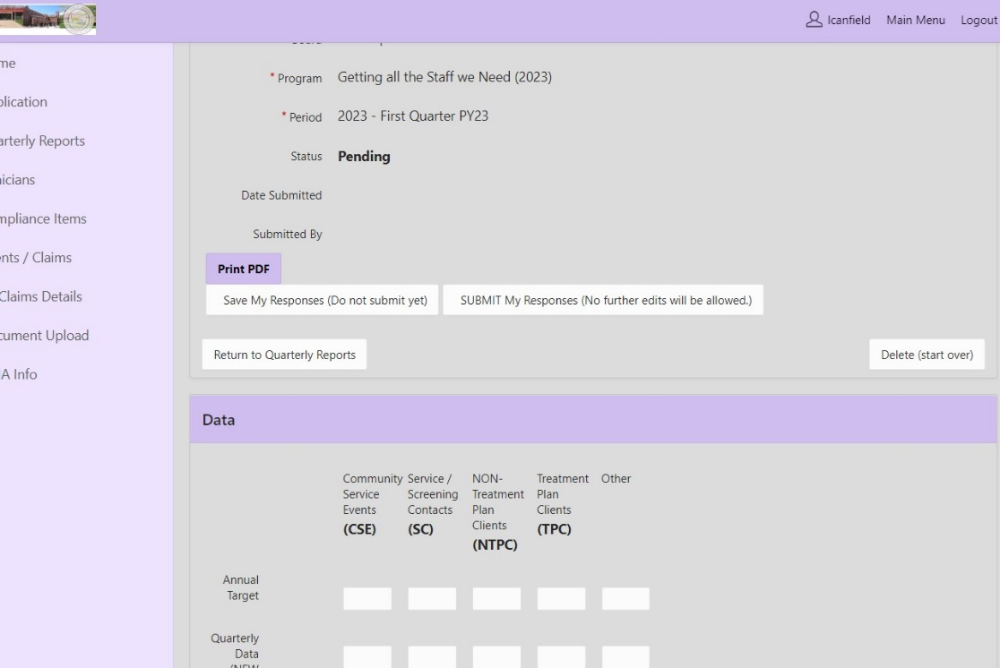 Icanfield Main Menu Logout
me
plication
arterly Reports
nicians
mpliance Items
ents / Claims
Claims Details
cument Upload
A Info
* Program Getting all the Staff we Need (2023)
* Period 2023 - First Quarter PY23
Status Pending
Date Submitted
Submitted By
Print PDF
Save My Responses (Do not submit yet) SUBMIT My Responses (No further edits will be allowed.)
Return to Quarterly Reports Delete (start over)
Data
Community Service Events (CSE)
Service / Screening Contacts (SC)
NON-Treatment Plan Clients (NTPC)
Treatment Plan Clients (TPC)
Other
Annual
Target
Quarterly
Data
(NEW